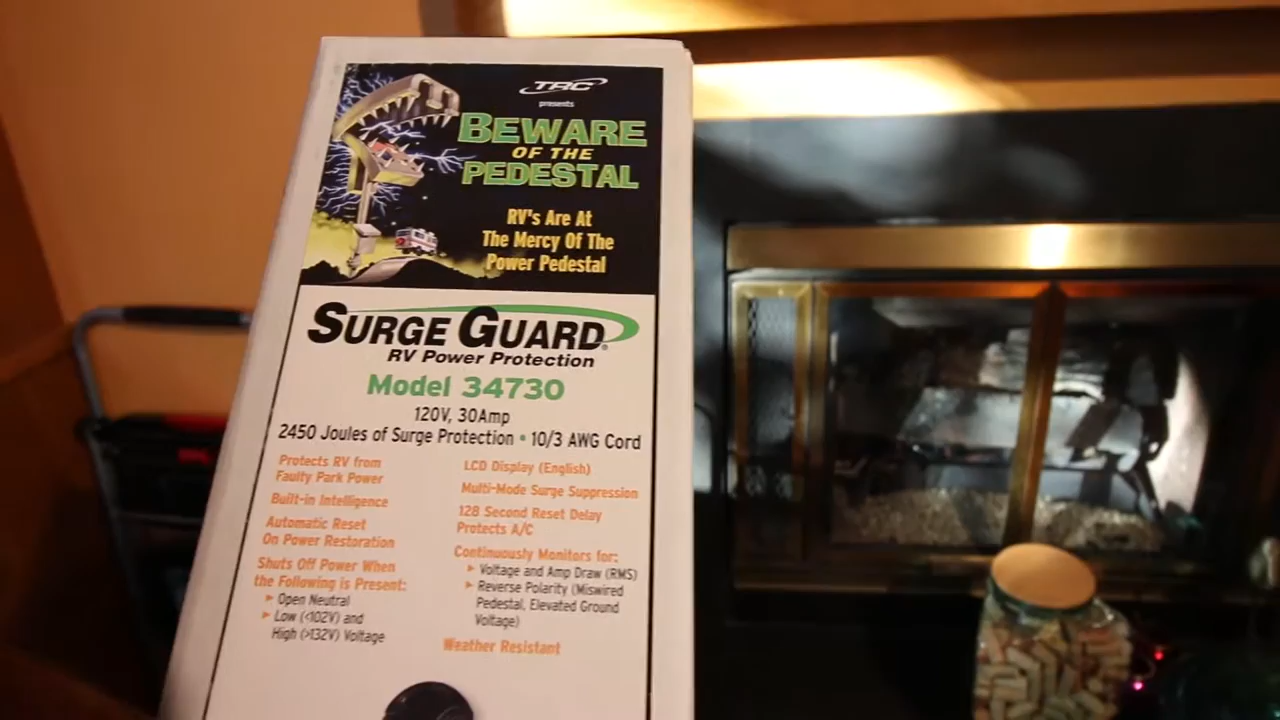 TRC
presents
BEWARE
OF THE
PEDESTAL
RV's Are At
The Mercy Of The
Power Pedestal
SURGE GUARD®
RV Power Protection
Model 34730
120V, 30Amp
2450 Joules of Surge Protection • 10/3 AWG Cord
Protects RV from
Faulty Park Power
Built-in Intelligence
Automatic Reset
On Power Restoration
Shuts Off Power When
the Following is Present:
▸ Open Neutral
▸ Low (<102V) and
High (>132V) Voltage
LCD Display (English)
Multi-Mode Surge Suppression
128 Second Reset Delay
Protects A/C
Continuously Monitors for:
▸ Voltage and Amp Draw (RMS)
▸ Reverse Polarity (Miswired
Pedestal, Elevated Ground
Voltage)
Weather Resistant